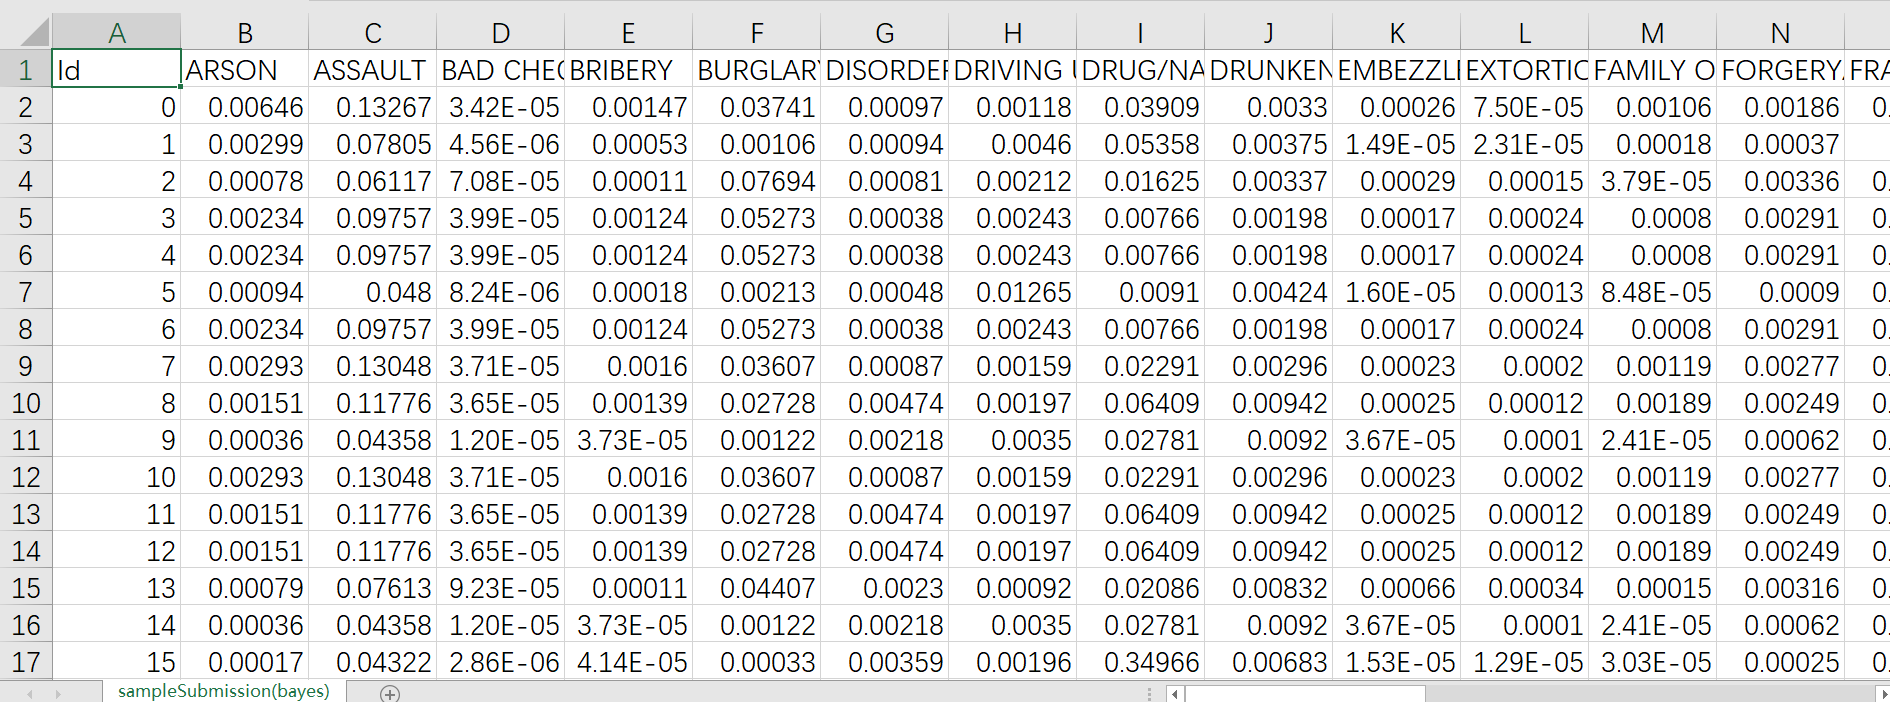 A B C D E F G H I J K L M N
1 Id ARSON ASSAULT BAD CHEC BRIBERY BURGLAR DISORDER DRIVING DRUG/NA DRUNKEN EMBEZZL EXTORTIC FAMILY O FORGERY FRA
2 0 0.00646 0.13267 3.42E-05 0.00147 0.03741 0.00097 0.00118 0.03909 0.0033 0.00026 7.50E-05 0.00106 0.00186 0.
3 1 0.00299 0.07805 4.56E-06 0.00053 0.00106 0.00094 0.0046 0.05358 0.00375 1.49E-05 2.31E-05 0.00018 0.00037
4 2 0.00078 0.06117 7.08E-05 0.00011 0.07694 0.00081 0.00212 0.01625 0.00337 0.00029 0.00015 3.79E-05 0.00336 0.
5 3 0.00234 0.09757 3.99E-05 0.00124 0.05273 0.00038 0.00243 0.00766 0.00198 0.00017 0.00024 0.0008 0.00291 0.
6 4 0.00234 0.09757 3.99E-05 0.00124 0.05273 0.00038 0.00243 0.00766 0.00198 0.00017 0.00024 0.0008 0.00291 0.
7 5 0.00094 0.048 8.24E-06 0.00018 0.00213 0.00048 0.01265 0.0091 0.00424 1.60E-05 0.00013 8.48E-05 0.0009 0.
8 6 0.00234 0.09757 3.99E-05 0.00124 0.05273 0.00038 0.00243 0.00766 0.00198 0.00017 0.00024 0.0008 0.00291 0.
9 7 0.00293 0.13048 3.71E-05 0.0016 0.03607 0.00087 0.00159 0.02291 0.00296 0.00023 0.0002 0.00119 0.00277 0.
10 8 0.00151 0.11776 3.65E-05 0.00139 0.02728 0.00474 0.00197 0.06409 0.00942 0.00025 0.00012 0.00189 0.00249 0.
11 9 0.00036 0.04358 1.20E-05 3.73E-05 0.00122 0.00218 0.0035 0.02781 0.0092 3.67E-05 0.0001 2.41E-05 0.00062 0.
12 10 0.00293 0.13048 3.71E-05 0.0016 0.03607 0.00087 0.00159 0.02291 0.00296 0.00023 0.0002 0.00119 0.00277 0.
13 11 0.00151 0.11776 3.65E-05 0.00139 0.02728 0.00474 0.00197 0.06409 0.00942 0.00025 0.00012 0.00189 0.00249 0.
14 12 0.00151 0.11776 3.65E-05 0.00139 0.02728 0.00474 0.00197 0.06409 0.00942 0.00025 0.00012 0.00189 0.00249 0.
15 13 0.00079 0.07613 9.23E-05 0.00011 0.04407 0.0023 0.00092 0.02086 0.00832 0.00066 0.00034 0.00015 0.00316 0.
16 14 0.00036 0.04358 1.20E-05 3.73E-05 0.00122 0.00218 0.0035 0.02781 0.0092 3.67E-05 0.0001 2.41E-05 0.00062 0.
17 15 0.00017 0.04322 2.86E-06 4.14E-05 0.00033 0.00359 0.00196 0.34966 0.00683 1.53E-05 1.29E-05 3.03E-05 0.00025 0.
sampleSubmission(bayes)